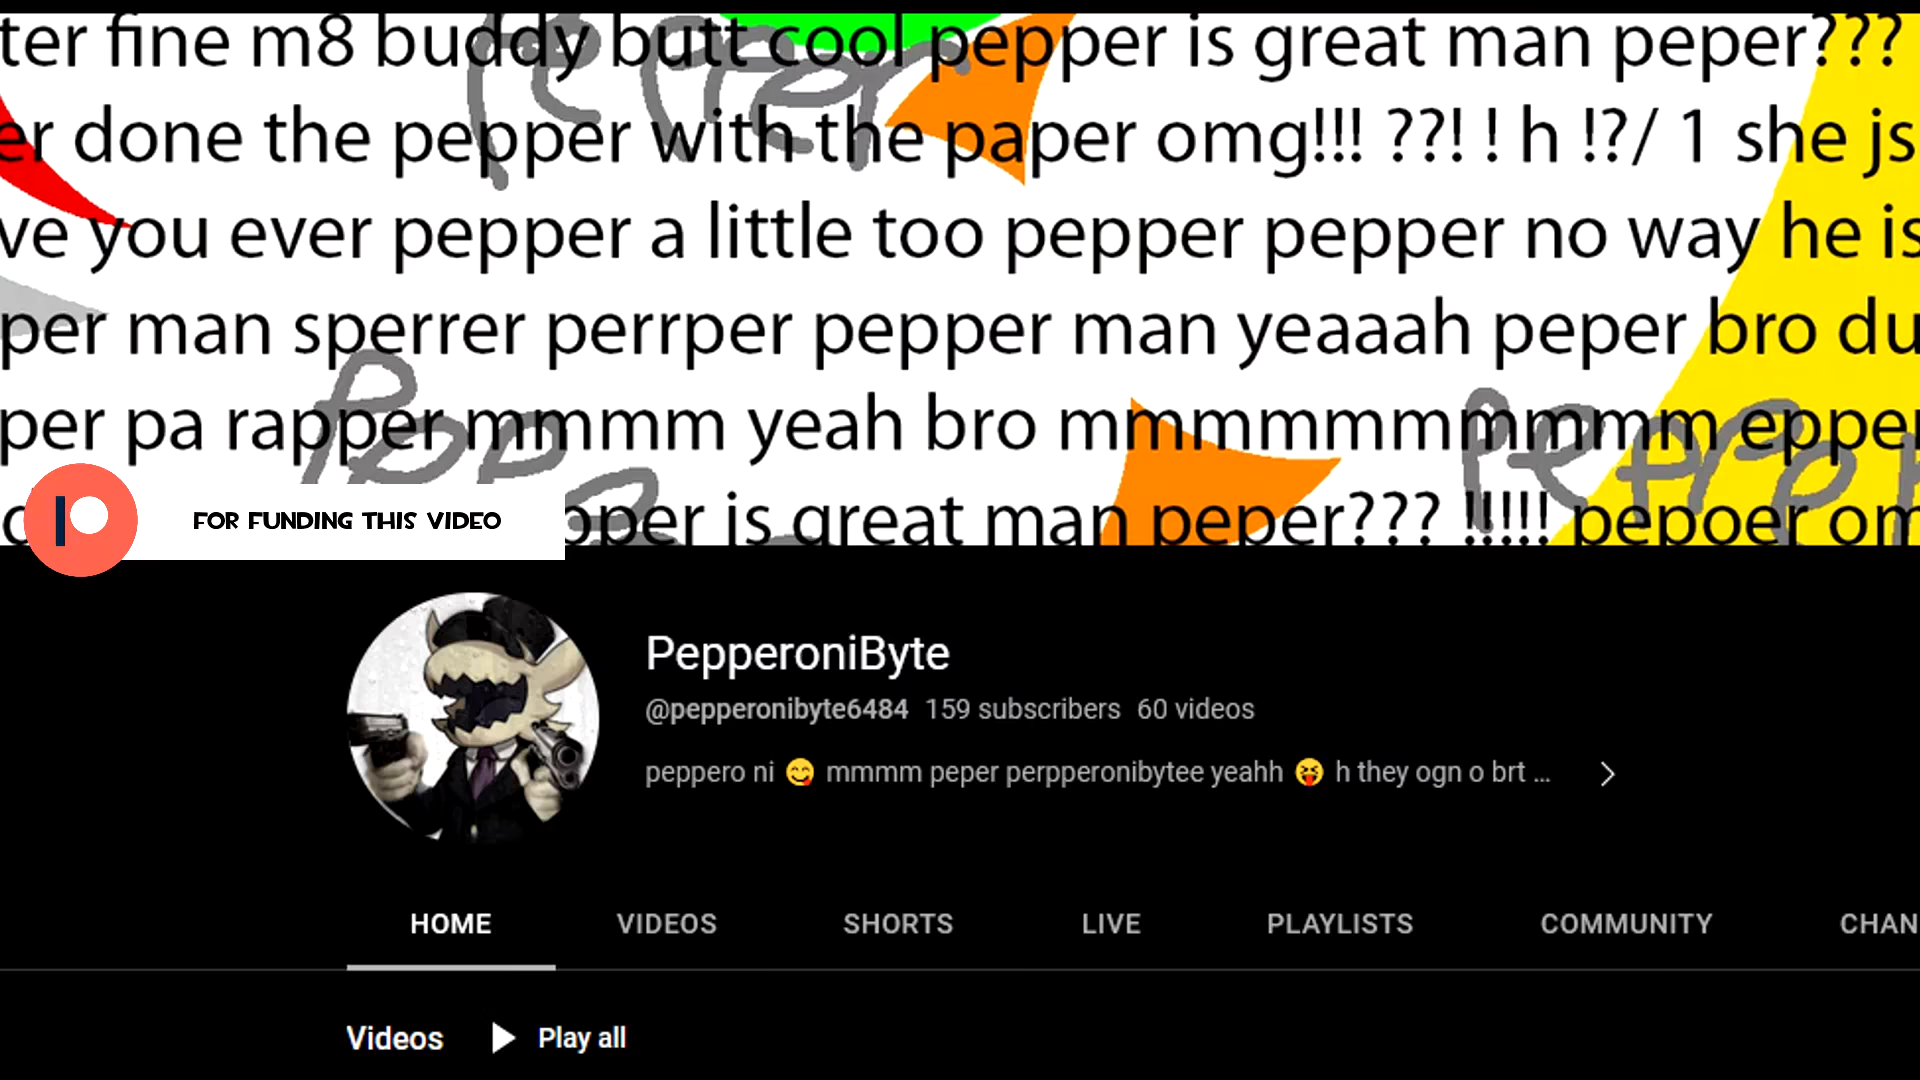 ter fine m8 buddy butt cool pepper is great man peper???
er done the pepper with the paper omg!!! ??! ! h !?/ 1 she js
ve you ever pepper a little too pepper pepper no way he is
per man sperrer perrper pepper man yeaaah peper bro du
per pa rapper mmmm yeah bro mmmmmmmmmm epper
pper is great man peper??? !!!!! pepoer om
FOR FUNDING THIS VIDEO
PepperoniByte
@pepperonibyte6484 159 subscribers 60 videos
peppero ni 😋 mmmm peper perpperonibytee yeahh 😝 h they ogn o brt ...
HOME VIDEOS SHORTS LIVE PLAYLISTS COMMUNITY CHAN
Videos Play all